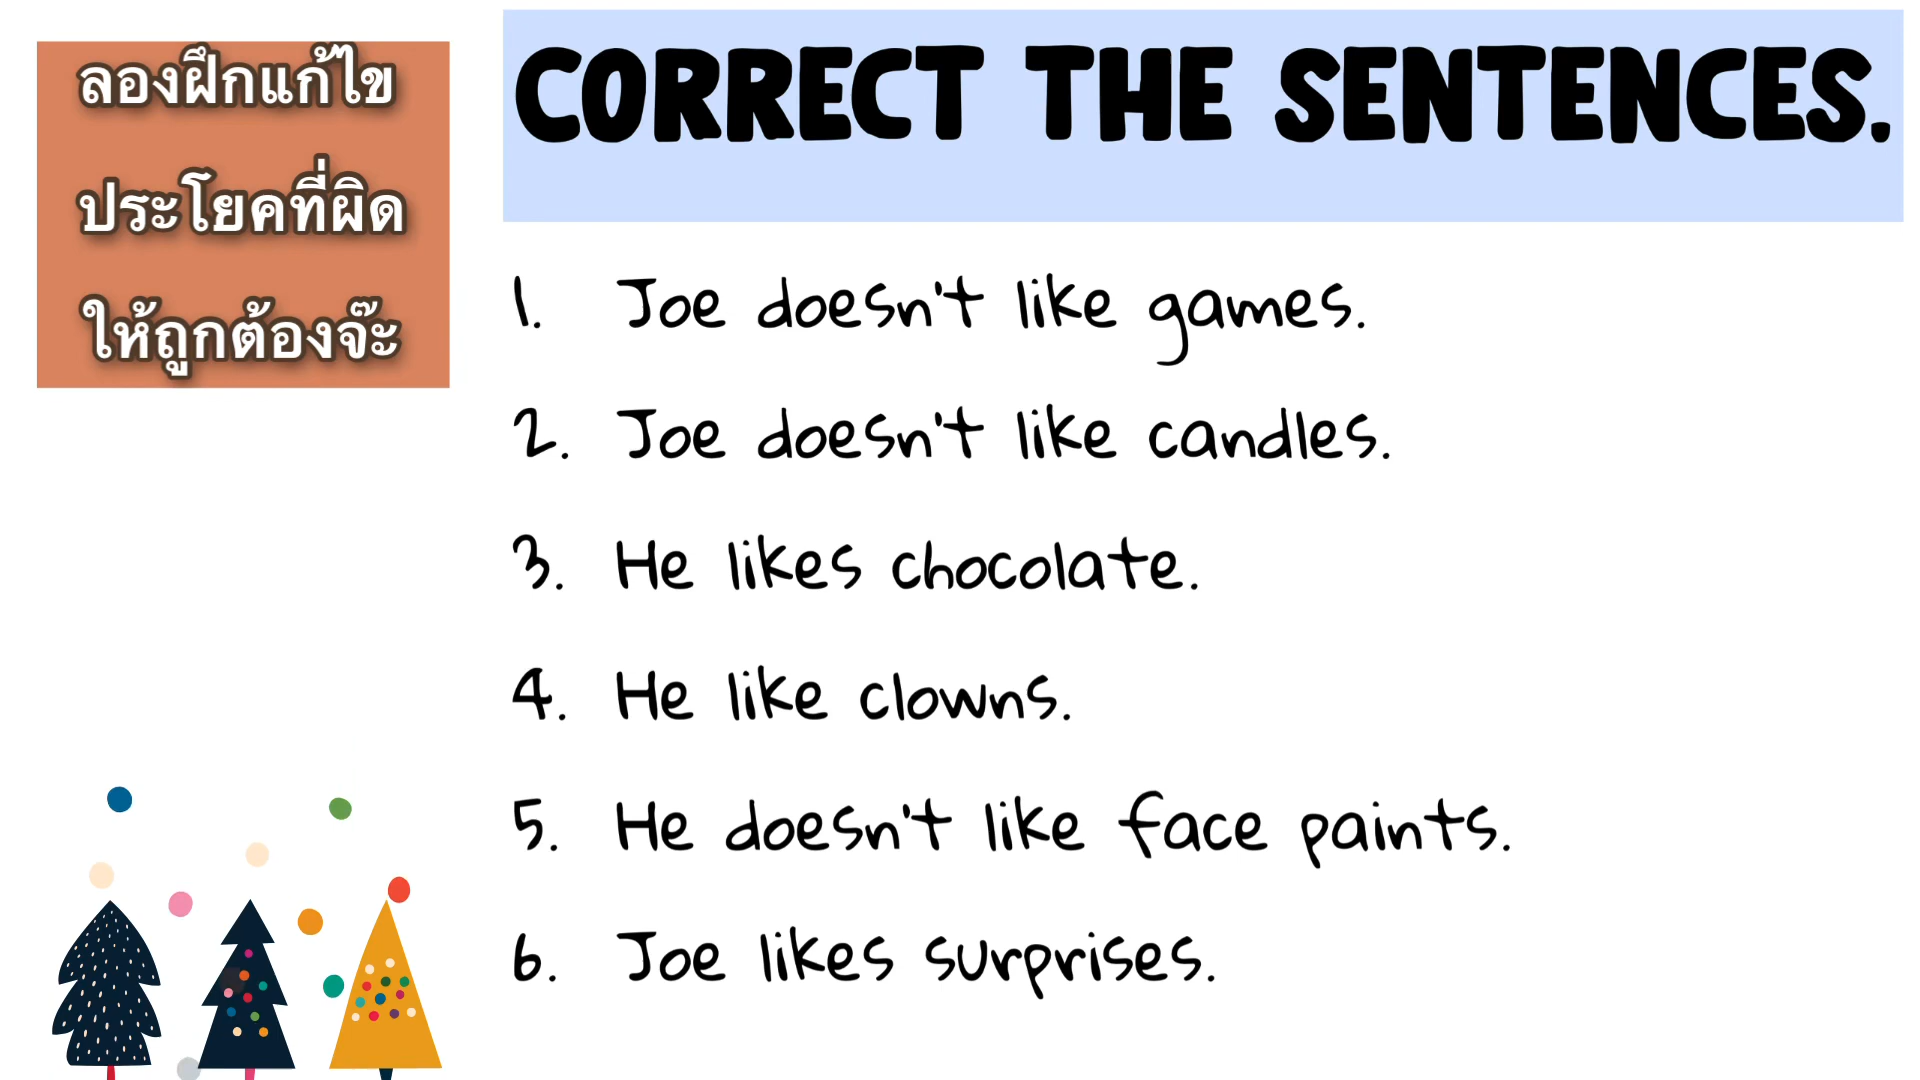 ลองฝึกแก้ไข
ประโยคที่ผิด
ให้ถูกต้องจ๊ะ
CORRECT THE SENTENCES.
1. Joe doesn't like games.
2. Joe doesn't like candles.
3. He likes chocolate.
4. He like clowns.
5. He doesn't like face paints.
6. Joe likes surprises.